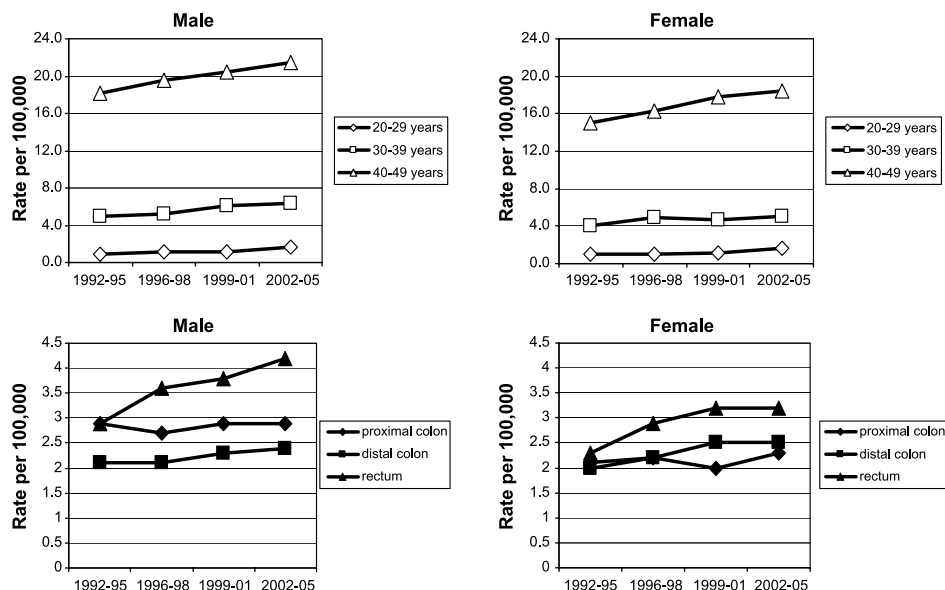 Male
Rate per 100,000
24.0
20.0
16.0
12.0
8.0
4.0
0.0
1992-95 1996-98 1999-01 2002-05
20-29 years
30-39 years
40-49 years
Female
Rate per 100,000
24.0
20.0
16.0
12.0
8.0
4.0
0.0
1992-95 1996-98 1999-01 2002-05
20-29 years
30-39 years
40-49 years
Male
Rate per 100,000
4.5
4
3.5
3
2.5
2
1.5
1
0.5
0
1992-95 1996-98 1999-01 2002-05
proximal colon
distal colon
rectum
Female
Rate per 100,000
4.5
4
3.5
3
2.5
2
1.5
1
0.5
0
1992-95 1996-98 1999-01 2002-05
proximal colon
distal colon
rectum